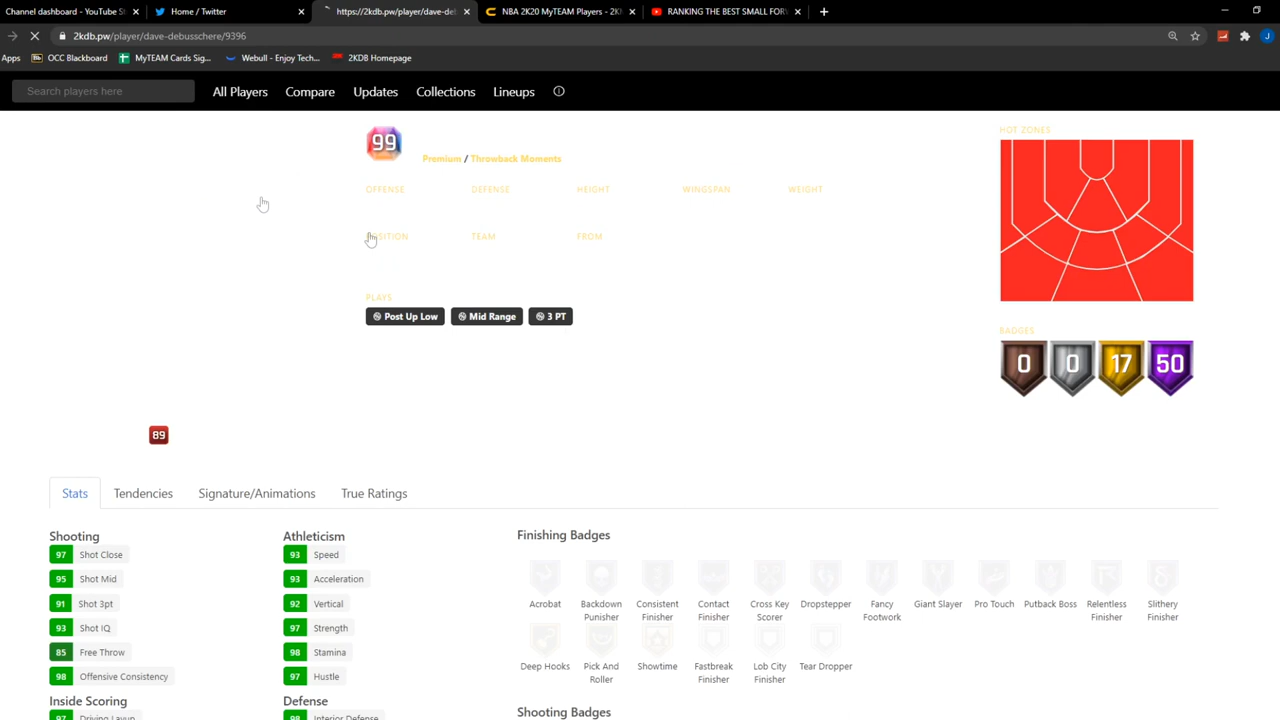 Channel dashboard - YouTube St
Home / Twitter
https://2kdb.pw/player/dave-deb
NBA 2K20 MyTEAM Players - 2K
RANKING THE BEST SMALL FOR
2kdb.pw/player/dave-debusschere/9396
Apps
OCC Blackboard
MyTEAM Cards Sig...
Webull - Enjoy Tech...
2KDB Homepage
Search players here
All Players
Compare
Updates
Collections
Lineups
99
Premium / Throwback Moments
HOT ZONES
OFFENSE
DEFENSE
HEIGHT
WINGSPAN
WEIGHT
POSITION
TEAM
FROM
PLAYS
Post Up Low
Mid Range
3 PT
BADGES
0
0
17
50
89
Stats
Tendencies
Signature/Animations
True Ratings
Shooting
97 Shot Close
95 Shot Mid
91 Shot 3pt
93 Shot IQ
85 Free Throw
98 Offensive Consistency
Inside Scoring
97 Driving Layup
Athleticism
93 Speed
93 Acceleration
92 Vertical
97 Strength
98 Stamina
97 Hustle
Defense
98 Interior Defense
Finishing Badges
Acrobat
Backdown Punisher
Consistent Finisher
Contact Finisher
Cross Key Scorer
Dropstepper
Fancy Footwork
Giant Slayer
Pro Touch
Putback Boss
Relentless Finisher
Slithery Finisher
Deep Hooks
Pick And Roller
Showtime
Fastbreak Finisher
Lob City Finisher
Tear Dropper
Shooting Badges